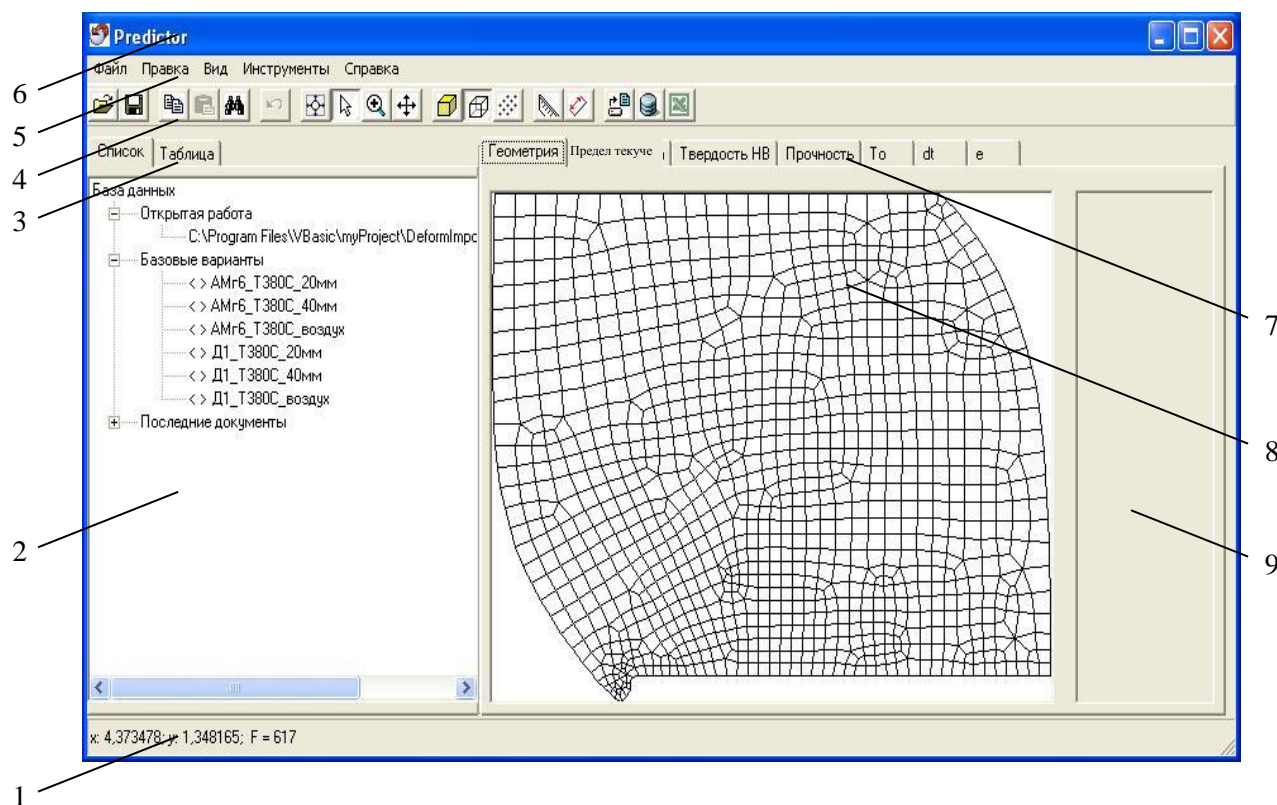 Predictor
Файл Правка Вид Инструменты Справка
6
5
4
3
Список Таблица
Геометрия Предел текуче Твердость HB Прочность То dt e
База данных
Открытая работа
C:\Program Files\VBasic\myProject\DeformImpo
Базовые варианты
<> АМг6_Т380С_20мм
<> АМг6_Т380С_40мм
<> АМг6_Т380С_воздух
<> Д1_Т380С_20мм
<> Д1_Т380С_40мм
<> Д1_Т380С_воздух
Последние документы
7
8
2
9
x: 4,373478; y: 1,348165; F = 617
1